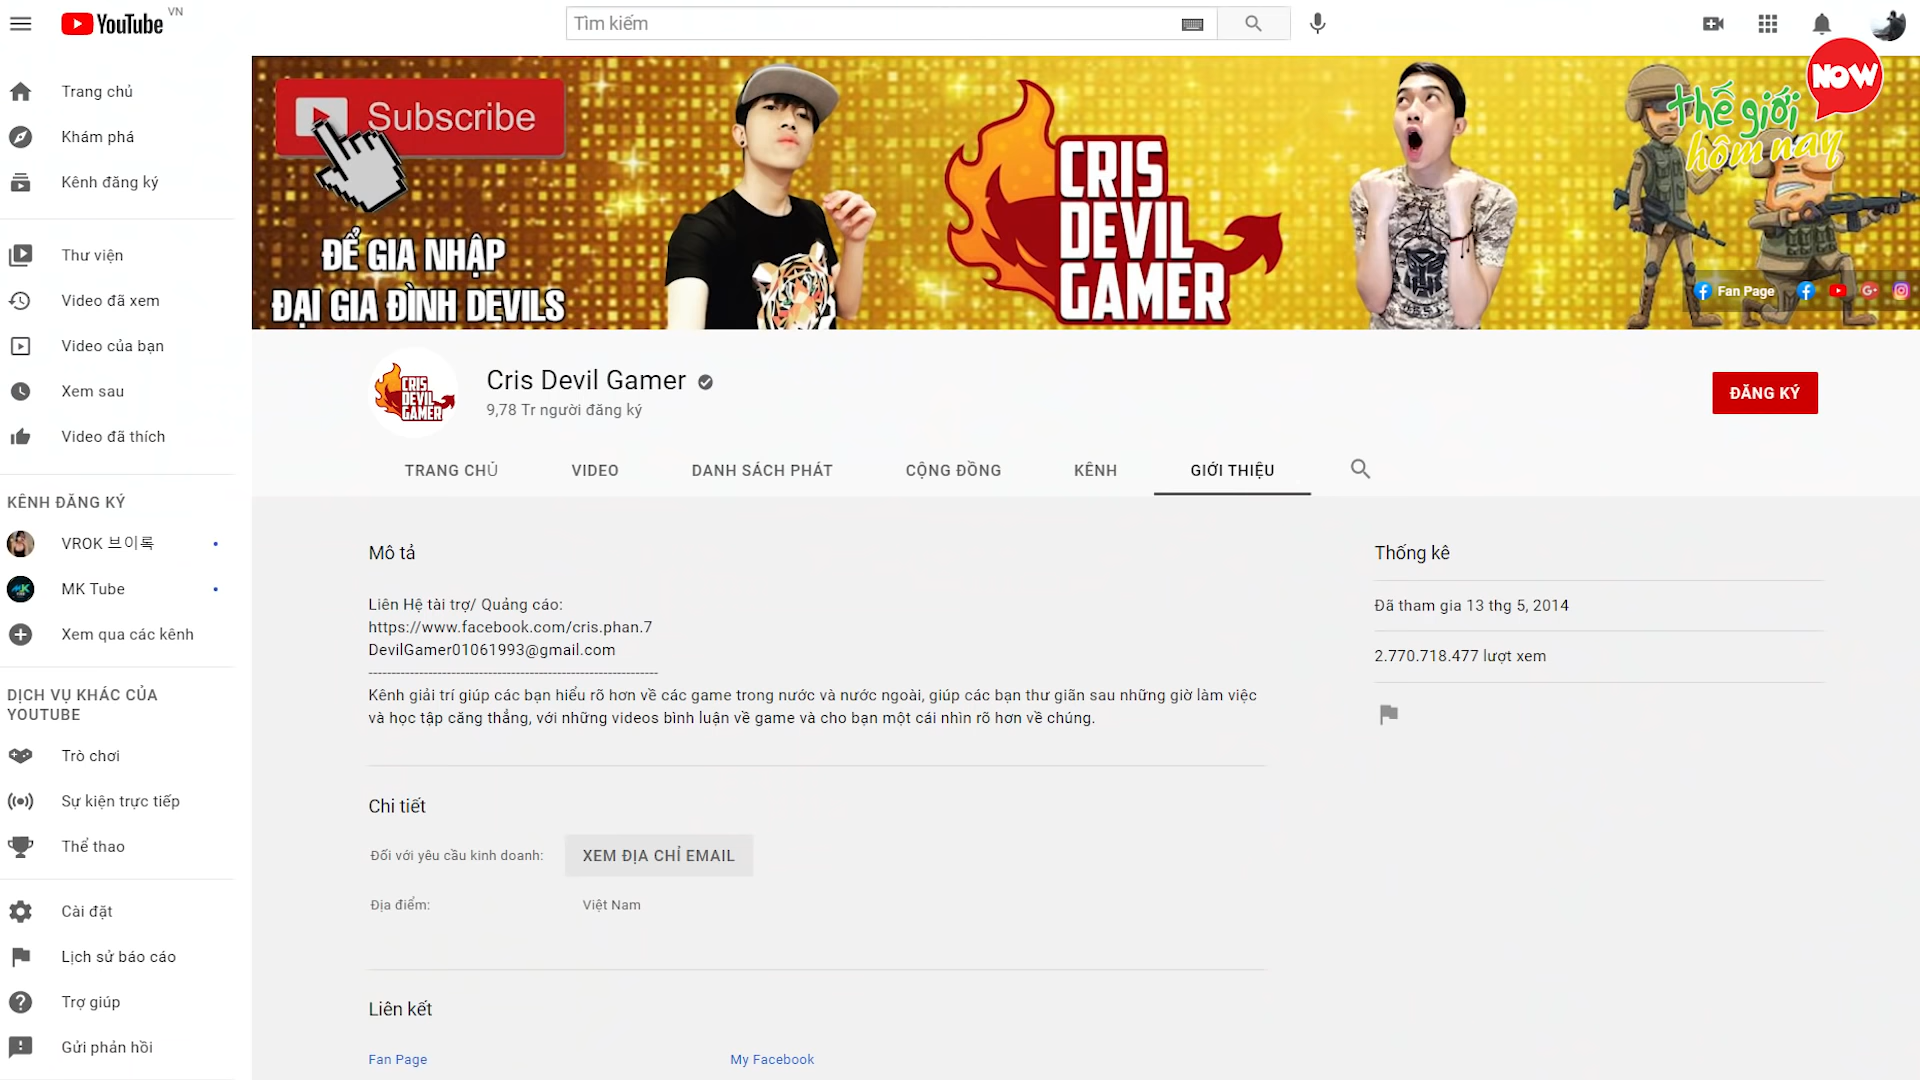 YouTube VN
Tìm kiếm
Trang chủ
Khám phá
Kênh đăng ký
Thư viện
Video đã xem
Video của bạn
Xem sau
Video đã thích
KÊNH ĐĂNG KÝ
VROK 브이록
MK Tube
Xem qua các kênh
DỊCH VỤ KHÁC CỦA
YOUTUBE
Trò chơi
Sự kiện trực tiếp
Thể thao
Cài đặt
Lịch sử báo cáo
Trợ giúp
Gửi phản hồi
Subscribe
ĐỂ GIA NHẬP
ĐẠI GIA ĐÌNH DEVILS
CRIS
DEVIL
GAMER
NOW
thế giới
hôm nay
Fan Page
CRIS
DEVIL
GAMER
Cris Devil Gamer
9,78 Tr người đăng ký
ĐĂNG KÝ
TRANG CHỦ VIDEO DANH SÁCH PHÁT CỘNG ĐỒNG KÊNH GIỚI THIỆU
Mô tả
Liên Hệ tài trợ/ Quảng cáo:
https://www.facebook.com/cris.phan.7
DevilGamer01061993@gmail.com
----------------------------------------------------------------
Kênh giải trí giúp các bạn hiểu rõ hơn về các game trong nước và nước ngoài, giúp các bạn thư giãn sau những giờ làm việc
và học tập căng thẳng, với những videos bình luận về game và cho bạn một cái nhìn rõ hơn về chúng.
Chi tiết
Đối với yêu cầu kinh doanh: XEM ĐỊA CHỈ EMAIL
Địa điểm: Việt Nam
Liên kết
Fan Page My Facebook
Thống kê
Đã tham gia 13 thg 5, 2014
2.770.718.477 lượt xem